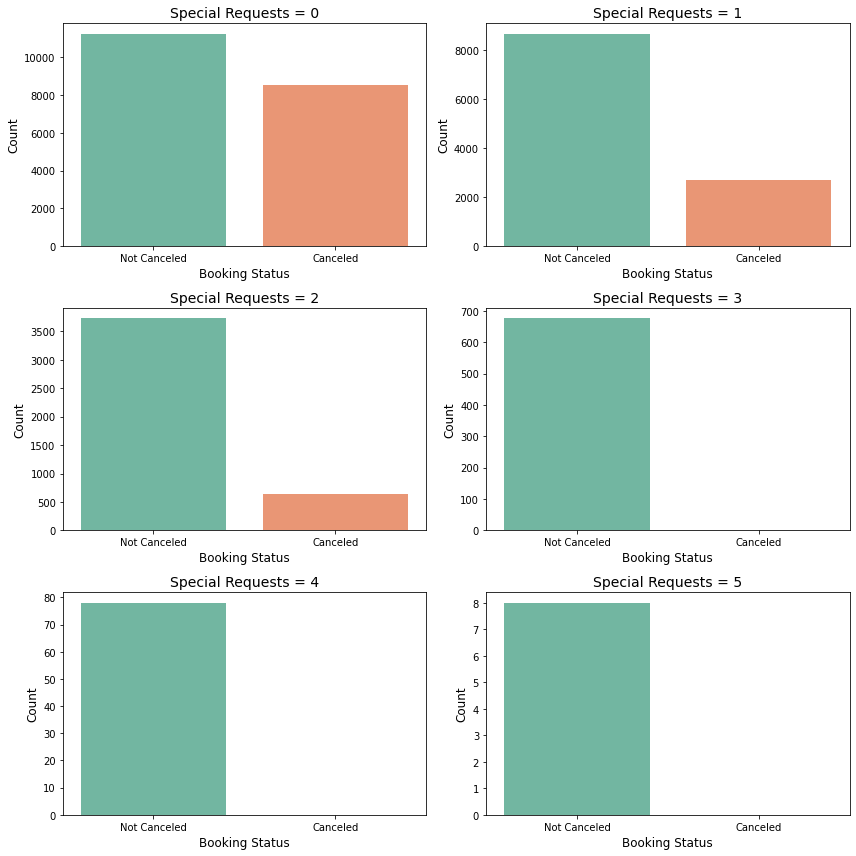 Special Requests = 0
Count
10000
8000
6000
4000
2000
0
Not Canceled
Canceled
Booking Status
Special Requests = 1
Count
8000
6000
4000
2000
0
Not Canceled
Canceled
Booking Status
Special Requests = 2
Count
3500
3000
2500
2000
1500
1000
500
0
Not Canceled
Canceled
Booking Status
Special Requests = 3
Count
700
600
500
400
300
200
100
0
Not Canceled
Canceled
Booking Status
Special Requests = 4
Count
80
70
60
50
40
30
20
10
0
Not Canceled
Canceled
Booking Status
Special Requests = 5
Count
8
7
6
5
4
3
2
1
0
Not Canceled
Canceled
Booking Status